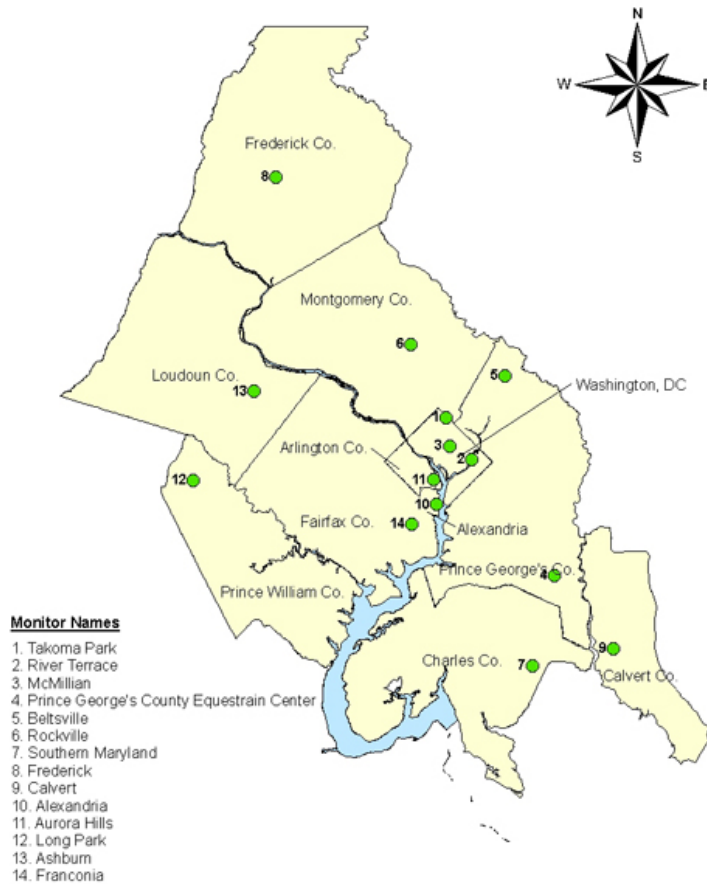 N
W
E
S
Frederick Co.
8
Montgomery Co.
6
Loudoun Co.
13
5
Washington, DC
1
3
2
Arlington Co.
11
12
10
Fairfax Co.
14
Alexandria
Prince George's Co.
4
Prince William Co.
9
Charles Co.
7
Calvert Co.
Monitor Names
1. Takoma Park
2. River Terrace
3. McMillian
4. Prince George's County Equestrain Center
5. Beltsville
6. Rockville
7. Southern Maryland
8. Frederick
9. Calvert
10. Alexandria
11. Aurora Hills
12. Long Park
13. Ashburn
14. Franconia